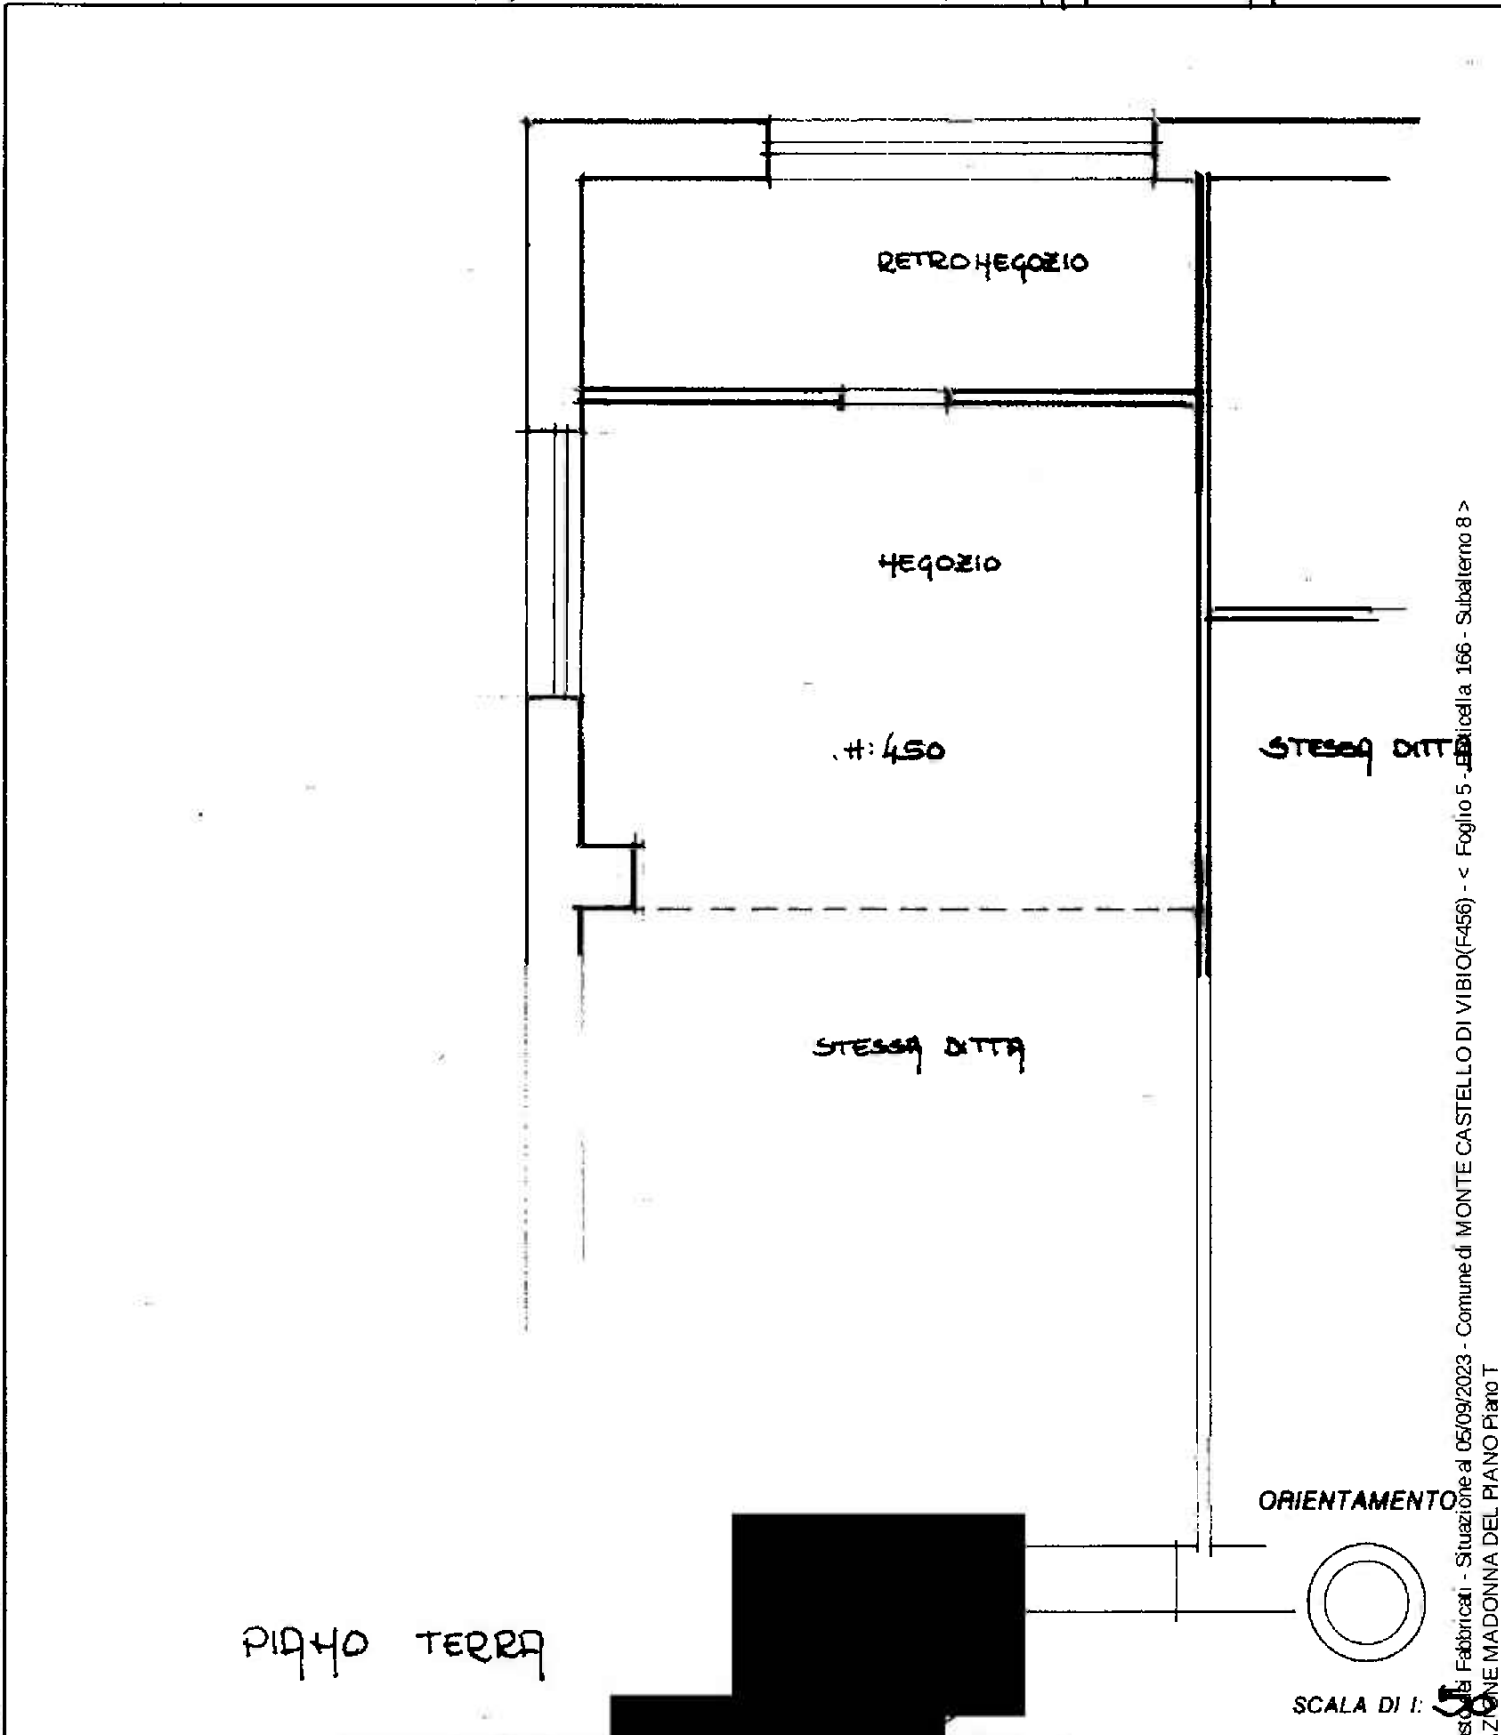 RETRONEGOZIO
NEGOZIO
H: 450
STESSA DITTA
STESSA DITTA
ORIENTAMENTO
PIANO TERRA
SCALA DI 1: 50
Fabbricati - Situazione al 05/09/2023 - Comune di MONTE CASTELLO DI VIBIO(F456) - < Foglio 5 - Particella 166 - Subalterno 8 >
MADONNA DEL PIANO Piano T